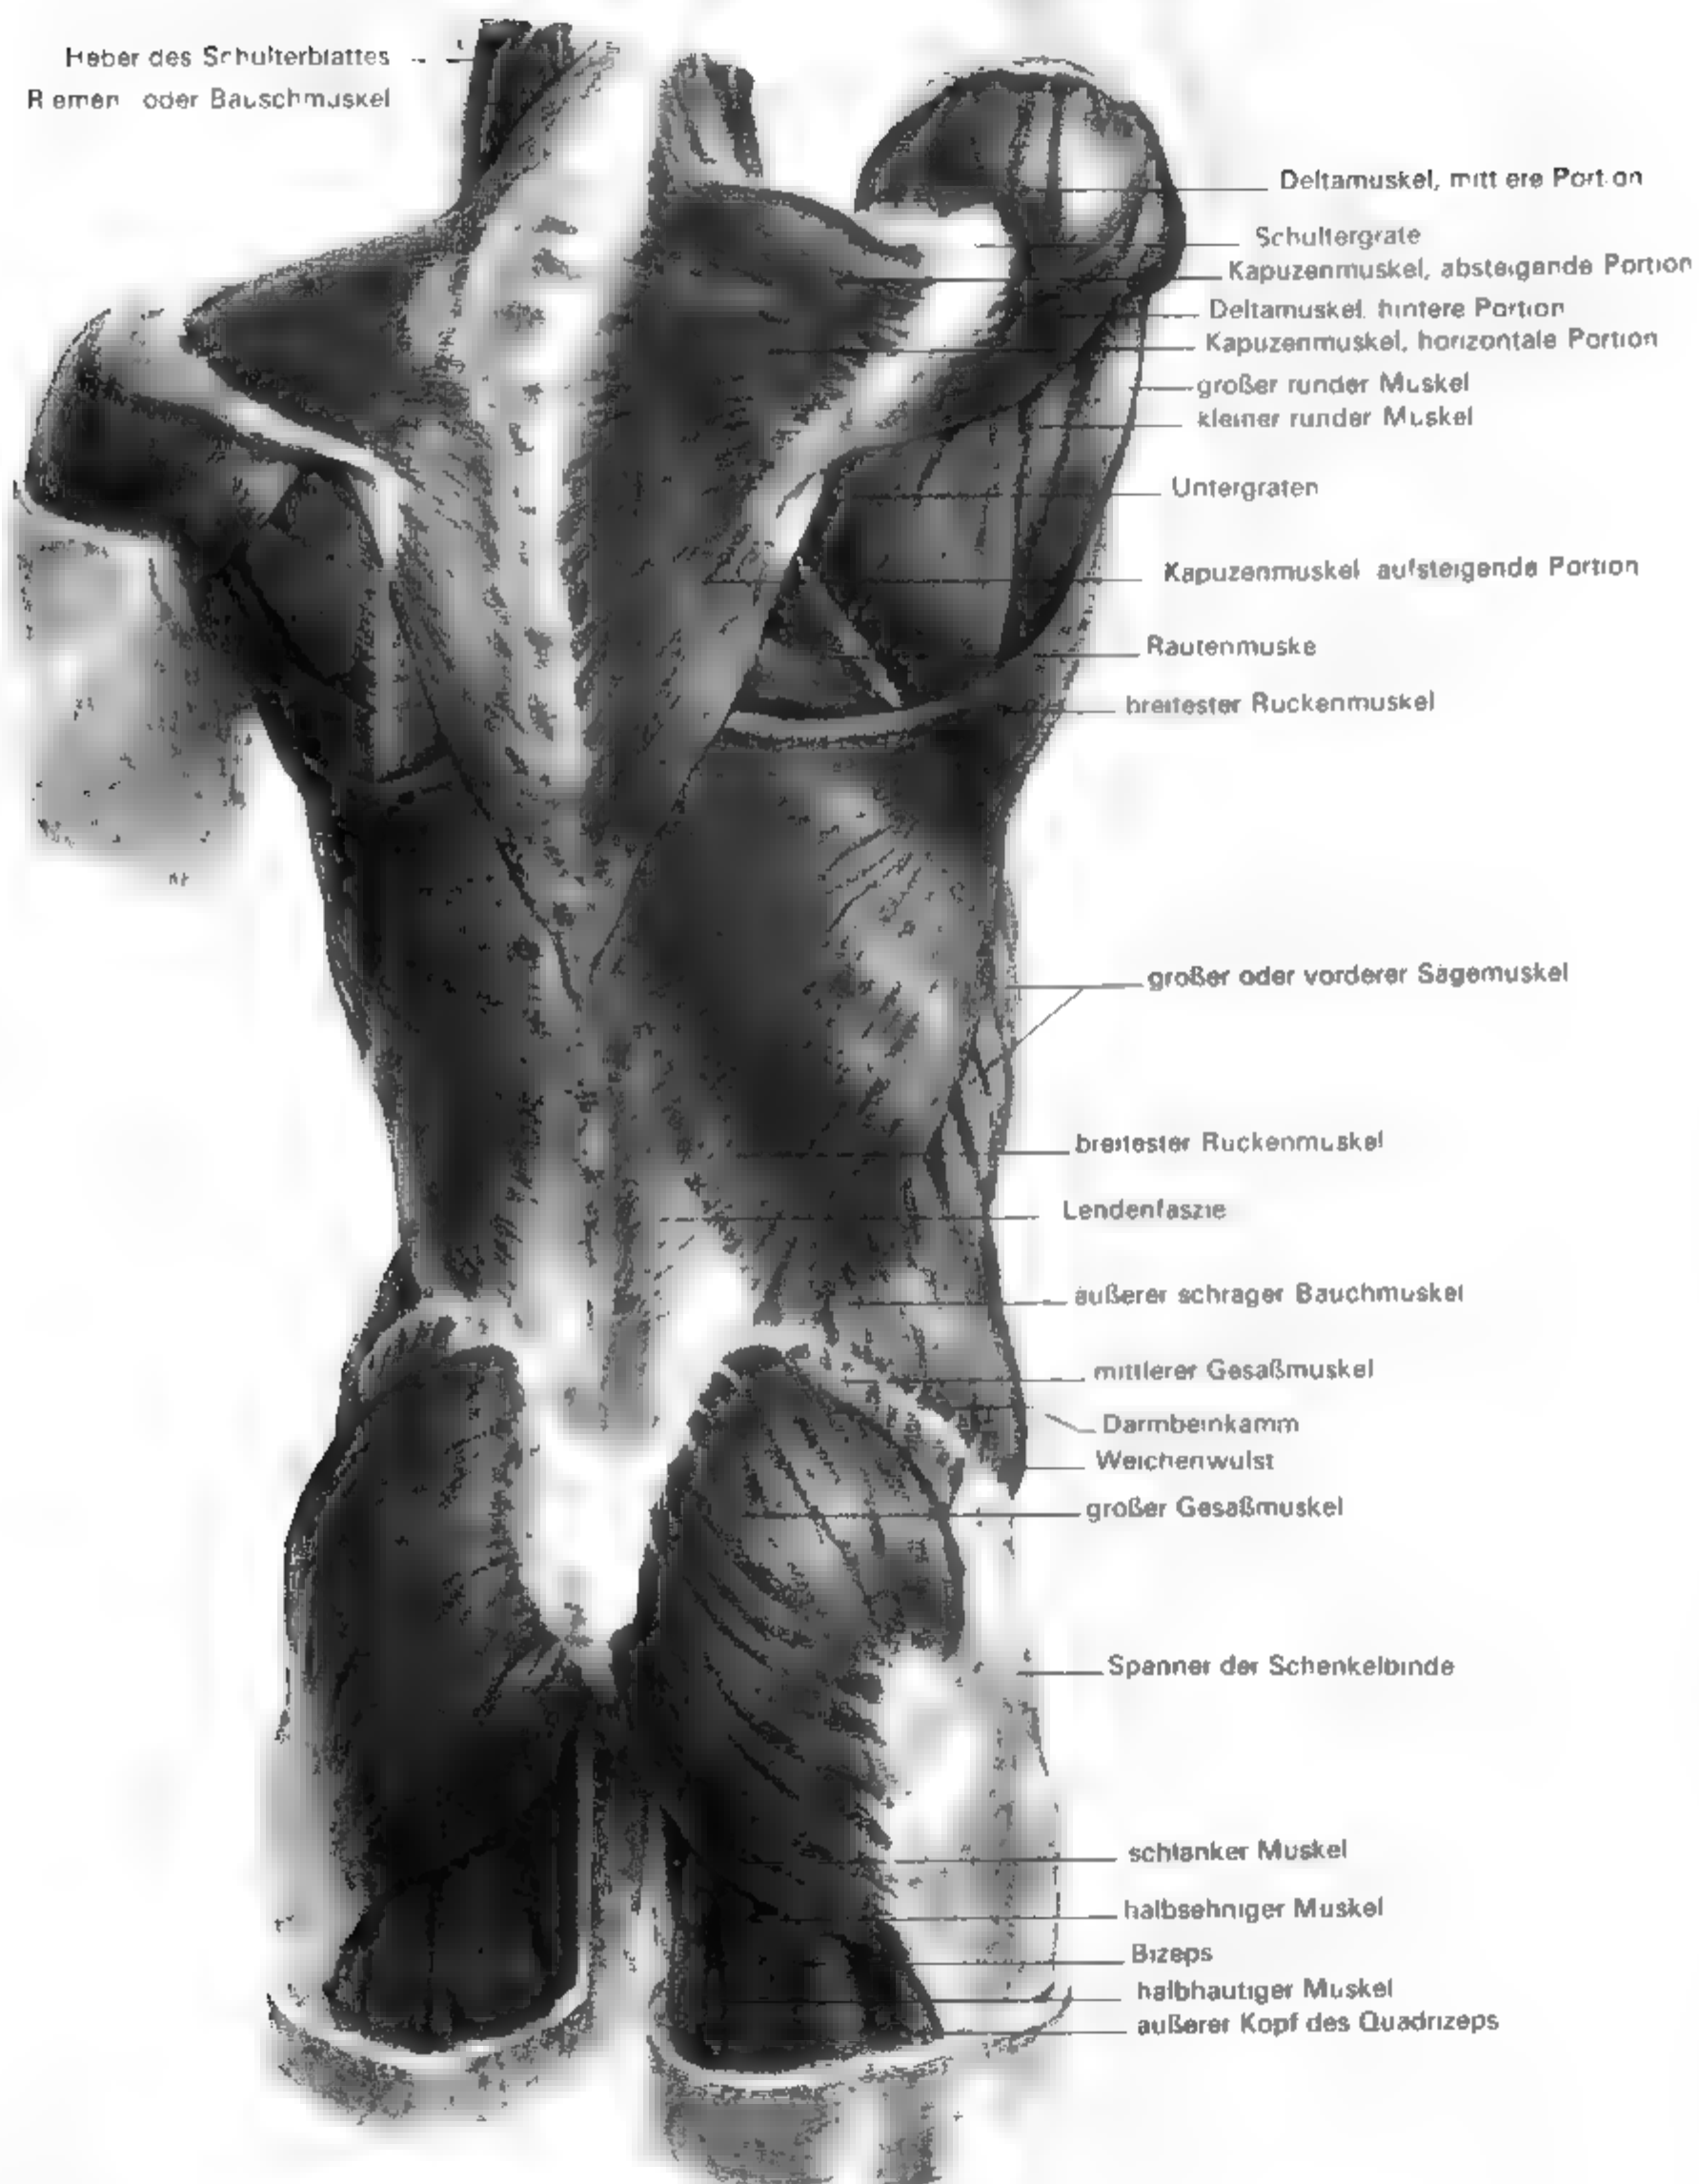 Heber des Schulterblattes
Riemen oder Bauschmuskel
Deltamuskel, mittlere Portion
Schultergräte
Kapuzenmuskel, absteigende Portion
Deltamuskel hintere Portion
Kapuzenmuskel, horizontale Portion
großer runder Muskel
kleiner runder Muskel
Untergräten
Kapuzenmuskel aufsteigende Portion
Rautenmuske
breitester Rückenmuskel
großer oder vorderer Sägemuskel
breitester Rückenmuskel
Lendenfaszie
äußerer schräger Bauchmuskel
mittlerer Gesäßmuskel
Darmbeinkamm
Weichenwulst
großer Gesäßmuskel
Spanner der Schenkelbinde
schlanker Muskel
halbsehniger Muskel
Bizeps
halbhäutiger Muskel
äußerer Kopf des Quadrizeps